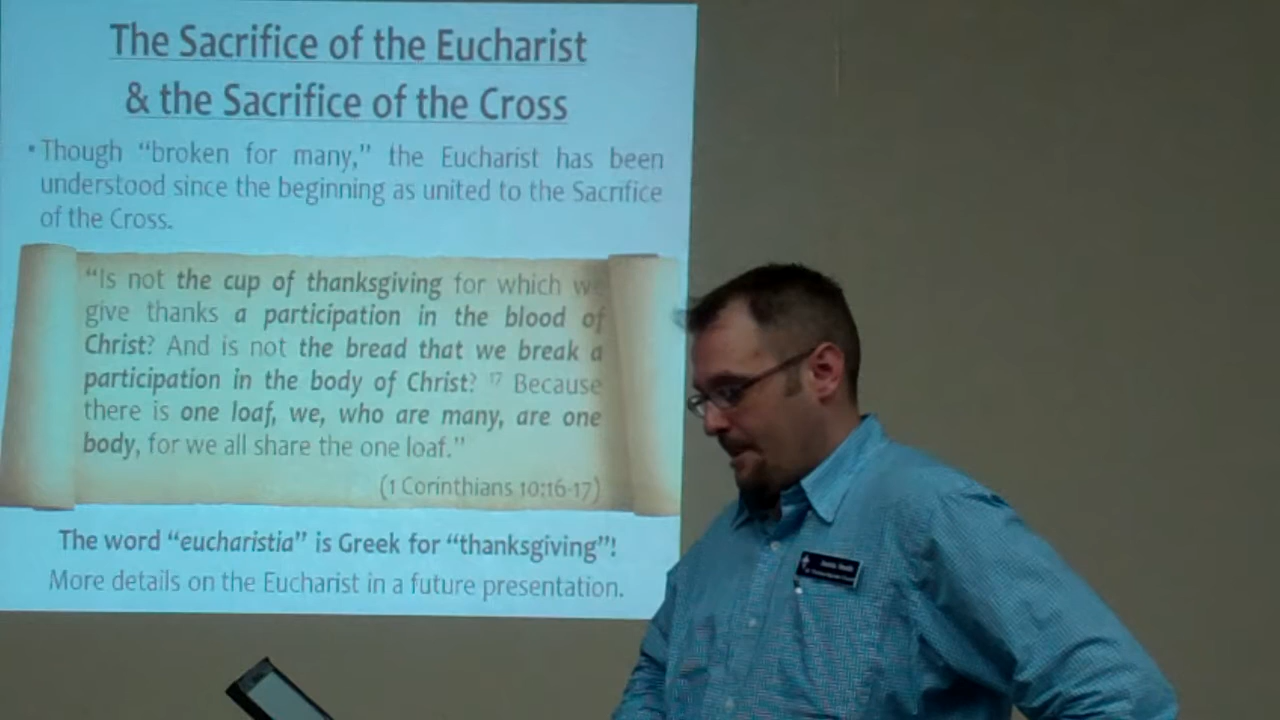 The Sacrifice of the Eucharist
& the Sacrifice of the Cross
• Though “broken for many,” the Eucharist has been
understood since the beginning as united to the Sacrifice
of the Cross.
“Is not the cup of thanksgiving for which we
give thanks a participation in the blood of
Christ? And is not the bread that we break a
participation in the body of Christ? 17 Because
there is one loaf, we, who are many, are one
body, for we all share the one loaf.”
(1 Corinthians 10:16-17)
The word “eucharistia” is Greek for “thanksgiving”!
More details on the Eucharist in a future presentation.